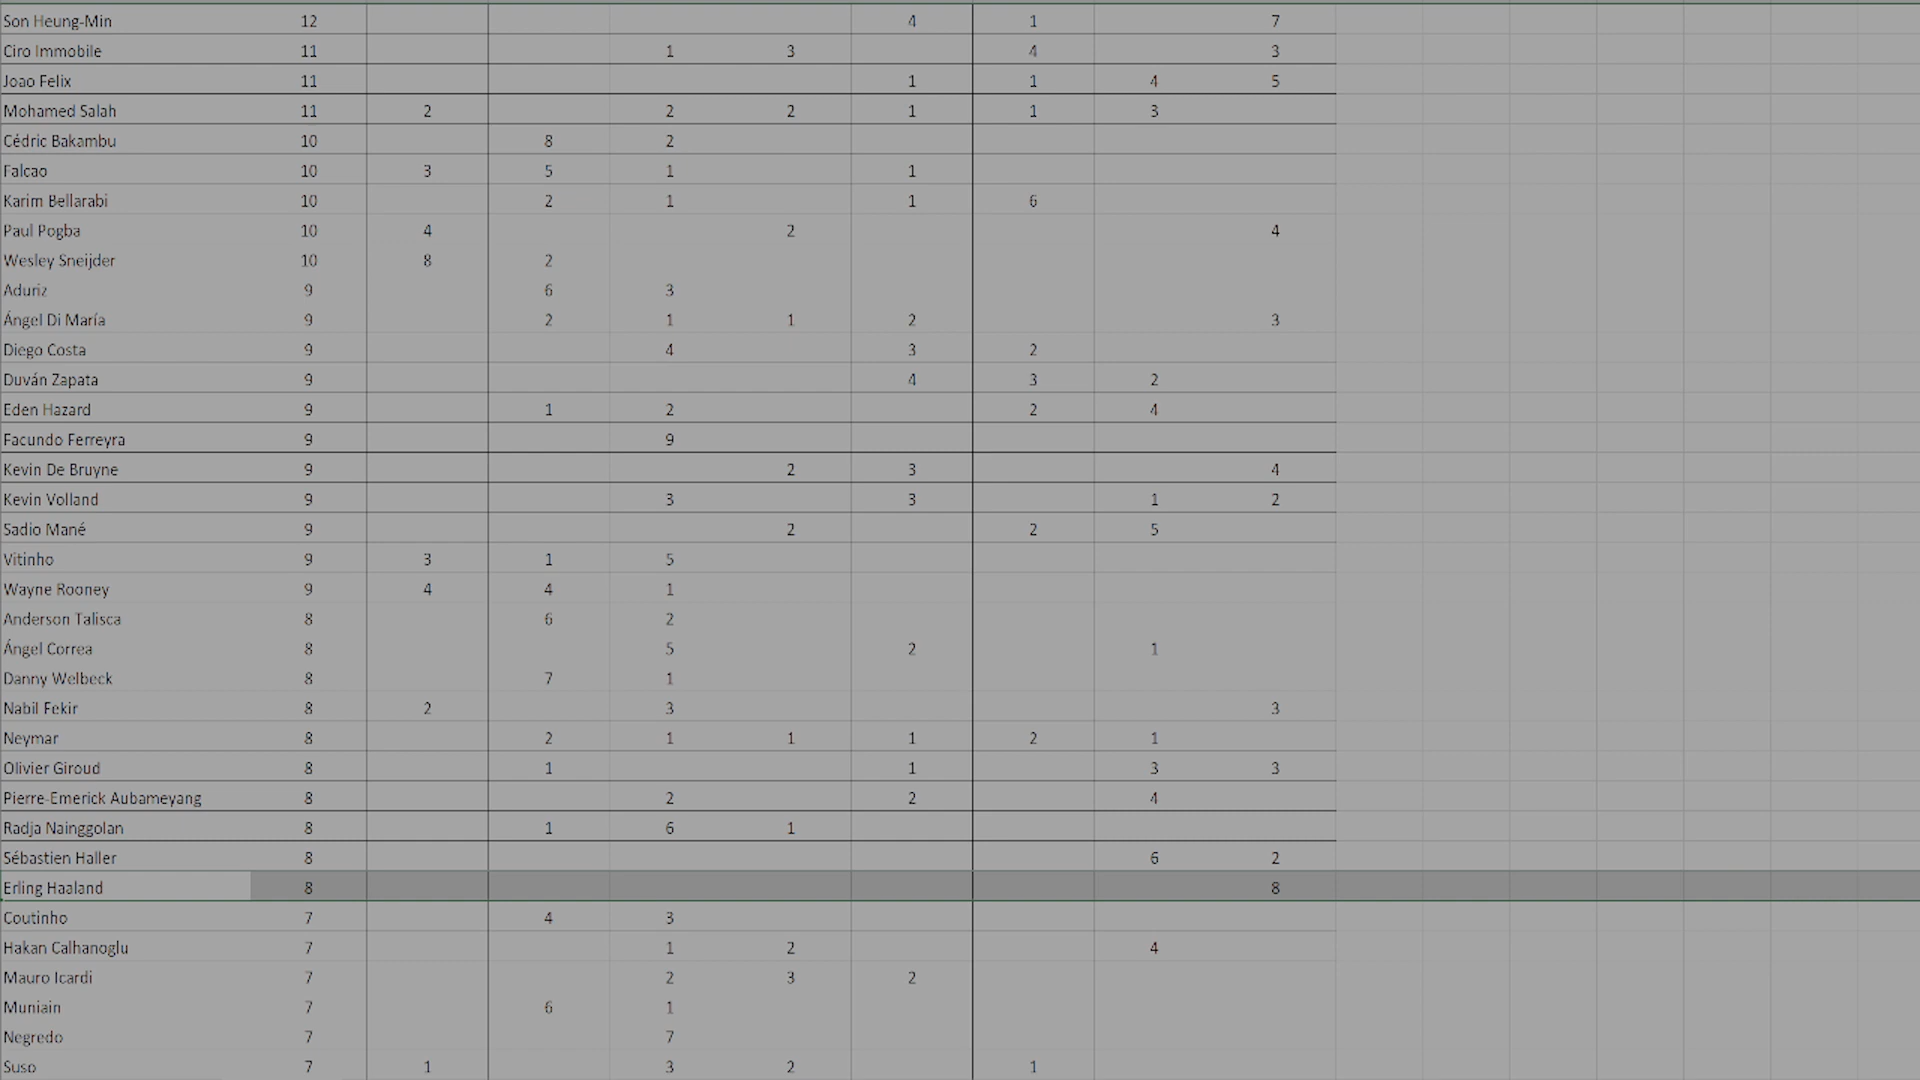 Son Heung-Min 12 4 1 7
Ciro Immobile 11 1 3 4 3
Joao Felix 11 1 1 4 5
Mohamed Salah 11 2 2 2 1 1 3
Cédric Bakambu 10 8 2
Falcao 10 3 5 1 1
Karim Bellarabi 10 2 1 1 6
Paul Pogba 10 4 2 4
Wesley Sneijder 10 8 2
Aduriz 9 6 3
Ángel Di María 9 2 1 1 2 3
Diego Costa 9 4 3 2
Duván Zapata 9 4 3 2
Eden Hazard 9 1 2 2 4
Facundo Ferreyra 9 9
Kevin De Bruyne 9 2 3 4
Kevin Volland 9 3 3 1 2
Sadio Mané 9 2 2 5
Vitinho 9 3 1 5
Wayne Rooney 9 4 4 1
Anderson Talisca 8 6 2
Ángel Correa 8 5 2 1
Danny Welbeck 8 7 1
Nabil Fekir 8 2 3 3
Neymar 8 2 1 1 1 2 1
Olivier Giroud 8 1 1 3 3
Pierre-Emerick Aubameyang 8 2 2 4
Radja Nainggolan 8 1 6 1
Sébastien Haller 8 6 2
Erling Haaland 8 8
Coutinho 7 4 3
Hakan Calhanoglu 7 1 2 4
Mauro Icardi 7 2 3 2
Muniain 7 6 1
Negredo 7 7
Suso 7 1 3 2 1